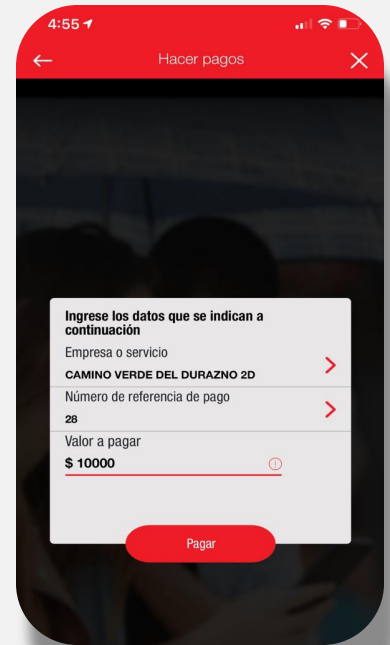 4:55
Hacer pagos
Ingrese los datos que se indican a
continuación
Empresa o servicio
CAMINO VERDE DEL DURAZNO 2D
Número de referencia de pago
28
Valor a pagar
$ 10000
Pagar